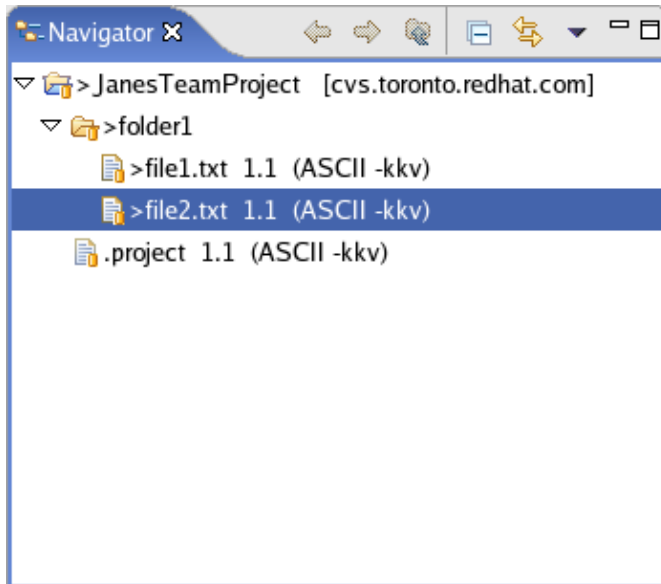 Navigator
>JanesTeamProject [cvs.toronto.redhat.com]
>folder1
>file1.txt 1.1 (ASCII -kkv)
>file2.txt 1.1 (ASCII -kkv)
.project 1.1 (ASCII -kkv)